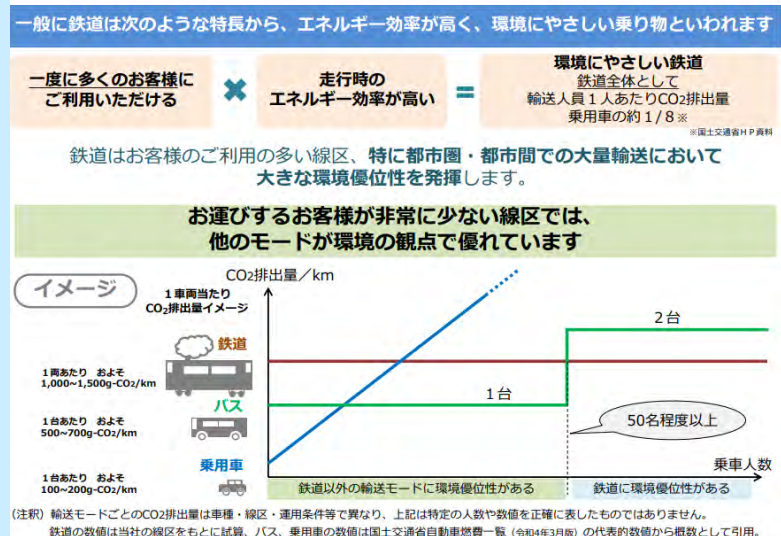 一般に鉄道は次のような特長から、エネルギー効率が高く、環境にやさしい乗り物といわれます
一度に多くのお客様に
ご利用いただける
×
走行時の
エネルギー効率が高い
=
環境にやさしい鉄道
鉄道全体として
輸送人員1人あたりCO2排出量
乗用車の約1/8※
※国土交通省HP資料
鉄道はお客様のご利用の多い線区、特に都市圏・都市間での大量輸送において
大きな環境優位性を発揮します。
お運びするお客様が非常に少ない線区では、
他のモードが環境の観点で優れています
イメージ
CO2排出量/km
1車両当たり
CO2排出量イメージ
鉄道
1両あたり およそ
1,000~1,500g-CO2/km
バス
1台あたり およそ
500~700g-CO2/km
乗用車
1台あたり およそ
100~200g-CO2/km
1台
2台
50名程度以上
乗車人数
鉄道以外の輸送モードに環境優位性がある
鉄道に環境優位性がある
(注釈) 輸送モードごとのCO2排出量は車種・線区・運用条件等で異なり、上記は特定の人数や数値を正確に表したものではありません。
鉄道の数値は当社の線区をもとに試算、バス、乗用車の数値は国土交通省自動車燃費一覧(令和4年3月版)の代表的数値から概数として引用。